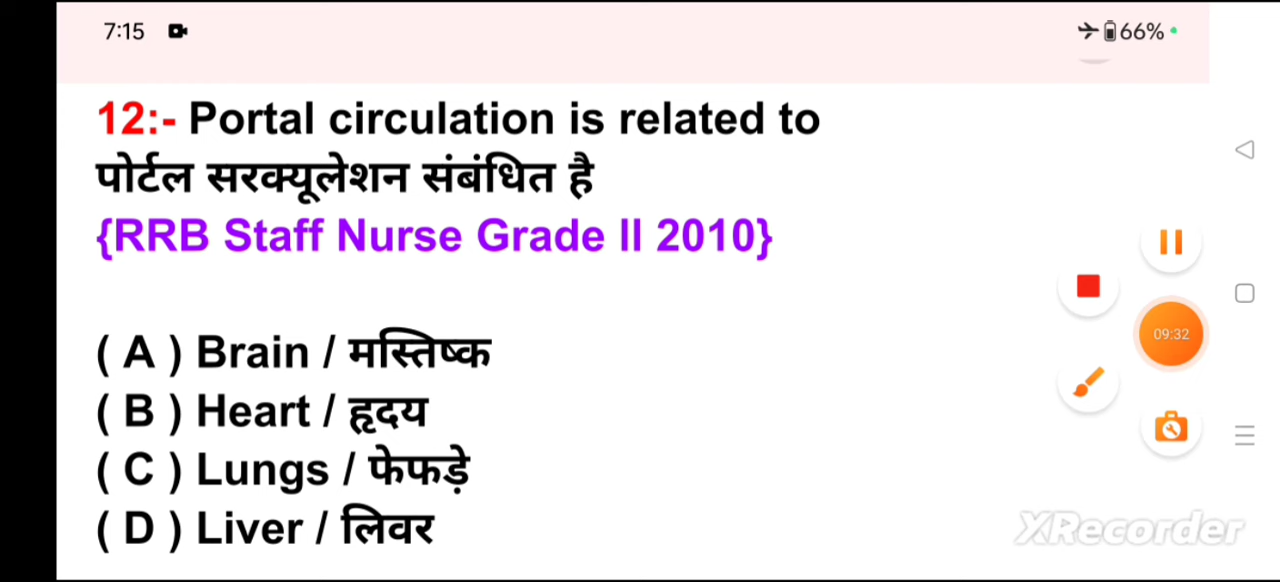 7:15
66%
12:- Portal circulation is related to
पोर्टल सरक्यूलेशन संबंधित है
{RRB Staff Nurse Grade II 2010}
( A ) Brain / मस्तिष्क
( B ) Heart / हृदय
( C ) Lungs / फेफड़े
( D ) Liver / लिवर
09:32
XRecorder